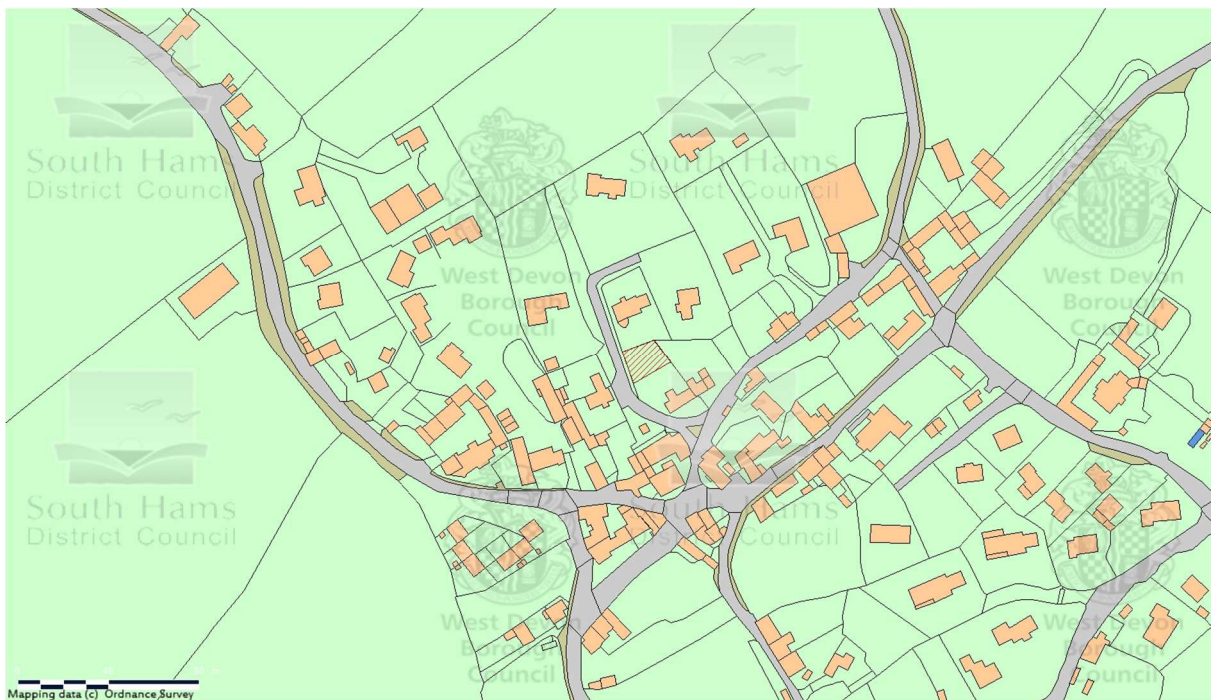 South Hams
District Council
West Devon
Borough
Council
South Hams
District Council
West Devon
Borough
Council
South Hams
District Council
West Devon
Borough
Council
South Hams
District Council
West Devon
Borough
Council
Mapping data (c) Ordnance Survey